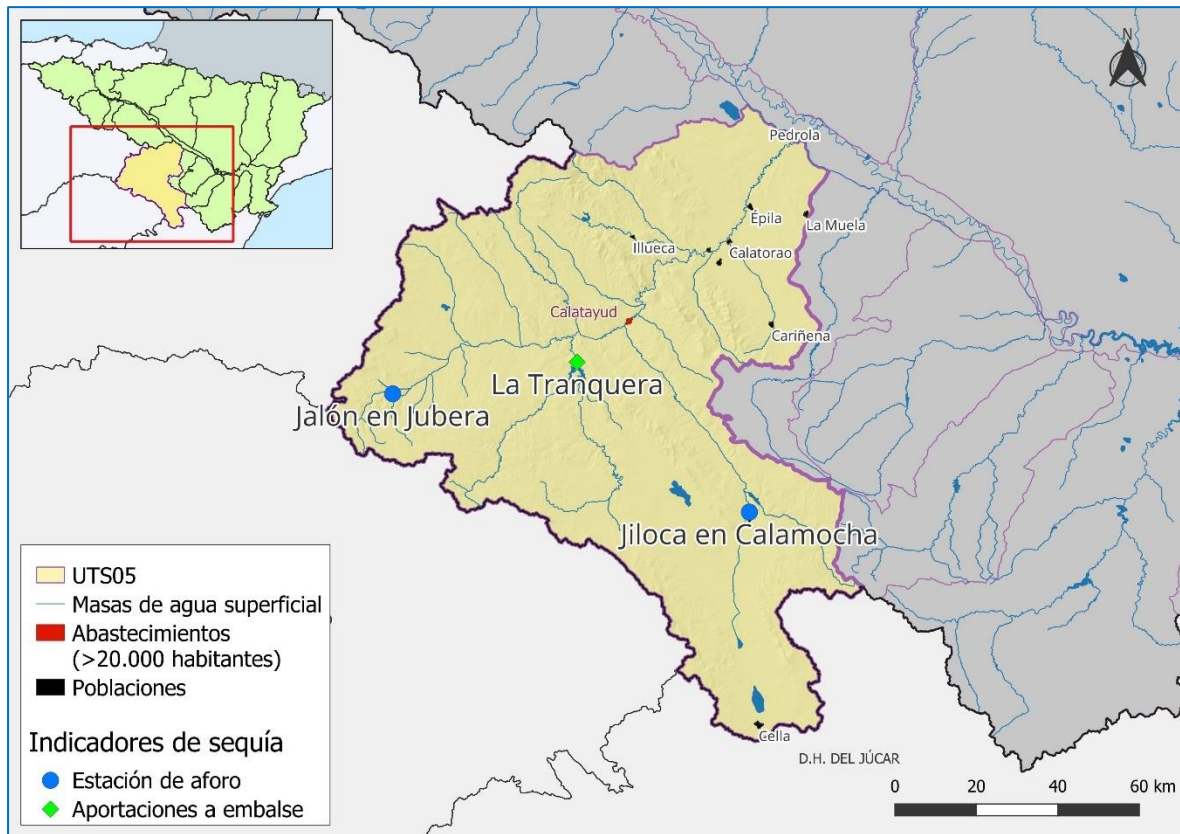 N
Pedrola
Épila
La Muela
Illueca
Calatorao
Calatayud
Cariñena
La Tranquera
Jalón en Jubera
Jiloca en Calamocha
Cella
D.H. DEL JÚCAR
UTS05
Masas de agua superficial
Abastecimientos
(>20.000 habitantes)
Poblaciones
Indicadores de sequía
Estación de aforo
Aportaciones a embalse
0 20 40 60 km